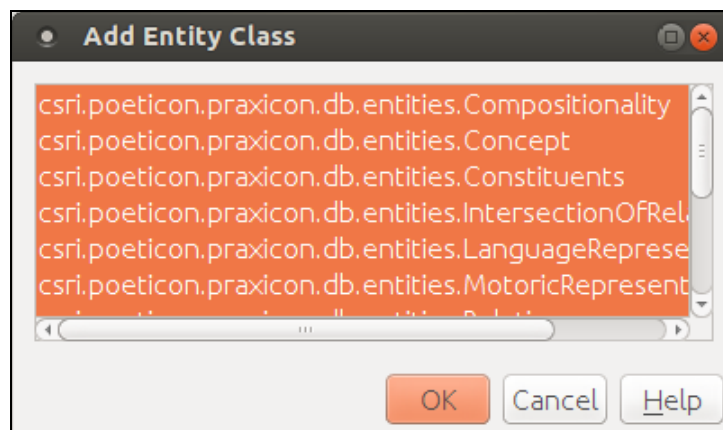 Add Entity Class
csri.poeticon.praxicon.db.entities.Compositionality
csri.poeticon.praxicon.db.entities.Concept
csri.poeticon.praxicon.db.entities.Constituents
csri.poeticon.praxicon.db.entities.IntersectionOfRel
csri.poeticon.praxicon.db.entities.LanguageReprese
csri.poeticon.praxicon.db.entities.MotoricRepresent
OK Cancel Help